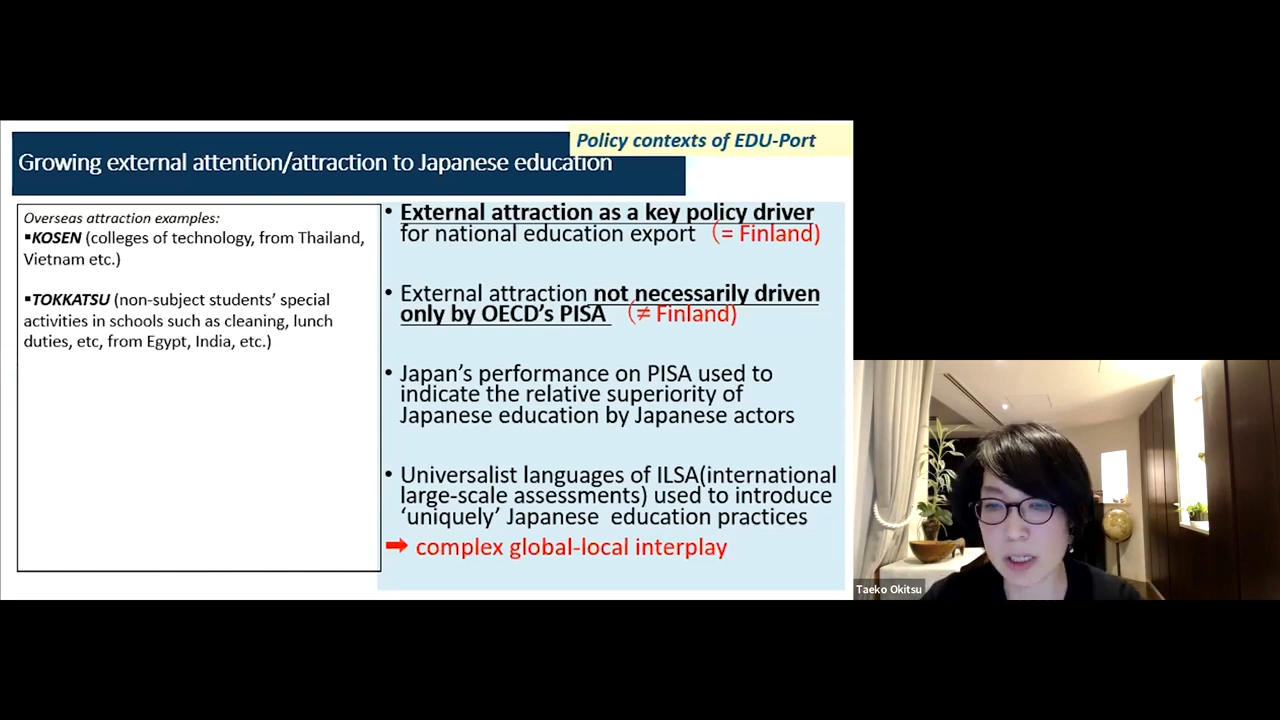 Policy contexts of EDU-Port
Growing external attention/attraction to Japanese education
Overseas attraction examples:
▪KOSEN (colleges of technology, from Thailand,
Vietnam etc.)
▪TOKKATSU (non-subject students’ special
activities in schools such as cleaning, lunch
duties, etc, from Egypt, India, etc.)
• External attraction as a key policy driver
for national education export （= Finland)
• External attraction not necessarily driven
only by OECD’s PISA （≠ Finland)
• Japan’s performance on PISA used to
indicate the relative superiority of
Japanese education by Japanese actors
• Universalist languages of ILSA(international
large-scale assessments) used to introduce
‘uniquely’ Japanese education practices
➡ complex global-local interplay
Taeko Okitsu